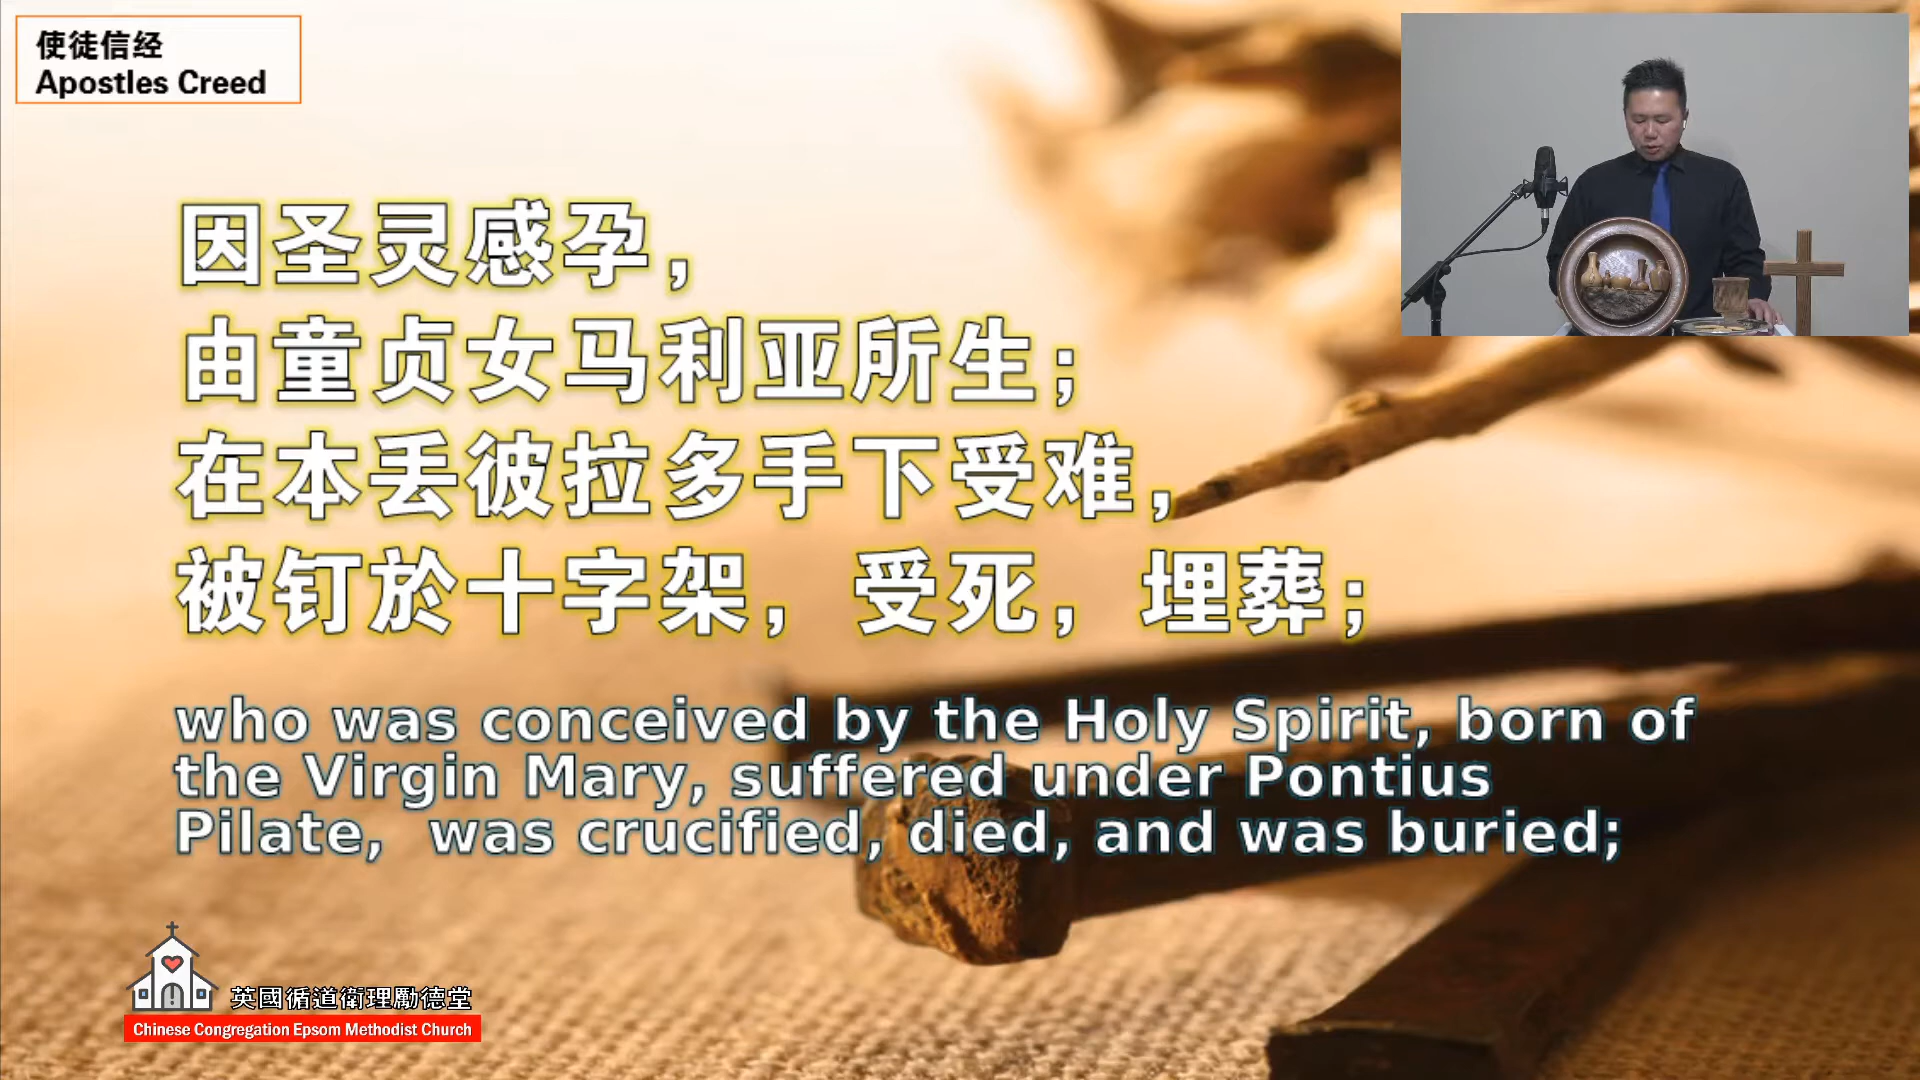 使徒信经
Apostles Creed
因圣灵感孕，
由童贞女马利亚所生；
在本丢彼拉多手下受难，
被钉於十字架，受死，埋葬；
who was conceived by the Holy Spirit, born of
the Virgin Mary, suffered under Pontius
Pilate,  was crucified, died, and was buried;
英國循道衛理勵德堂
Chinese Congregation Epsom Methodist Church